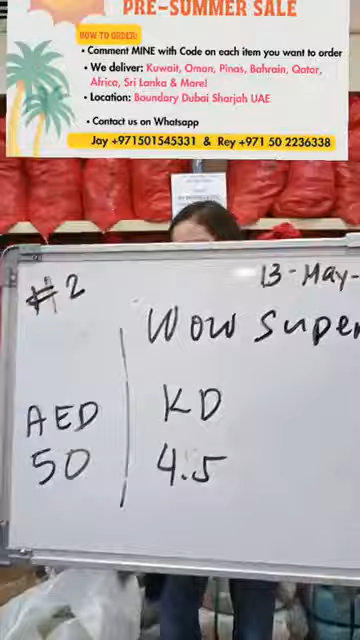 PRE-SUMMER SALE
HOW TO ORDER:
• Comment MINE with Code on each item you want to order
• We deliver: Kuwait, Oman, Pinas, Bahrain, Qatar,
Africa, Sri Lanka & More!
• Location: Boundary Dubai Sharjah UAE
• Contact us on Whatsapp
Jay +971501545331 & Rey +971 50 2236338
#2
13-May-
Wow Super
AED
KD
50
4.5